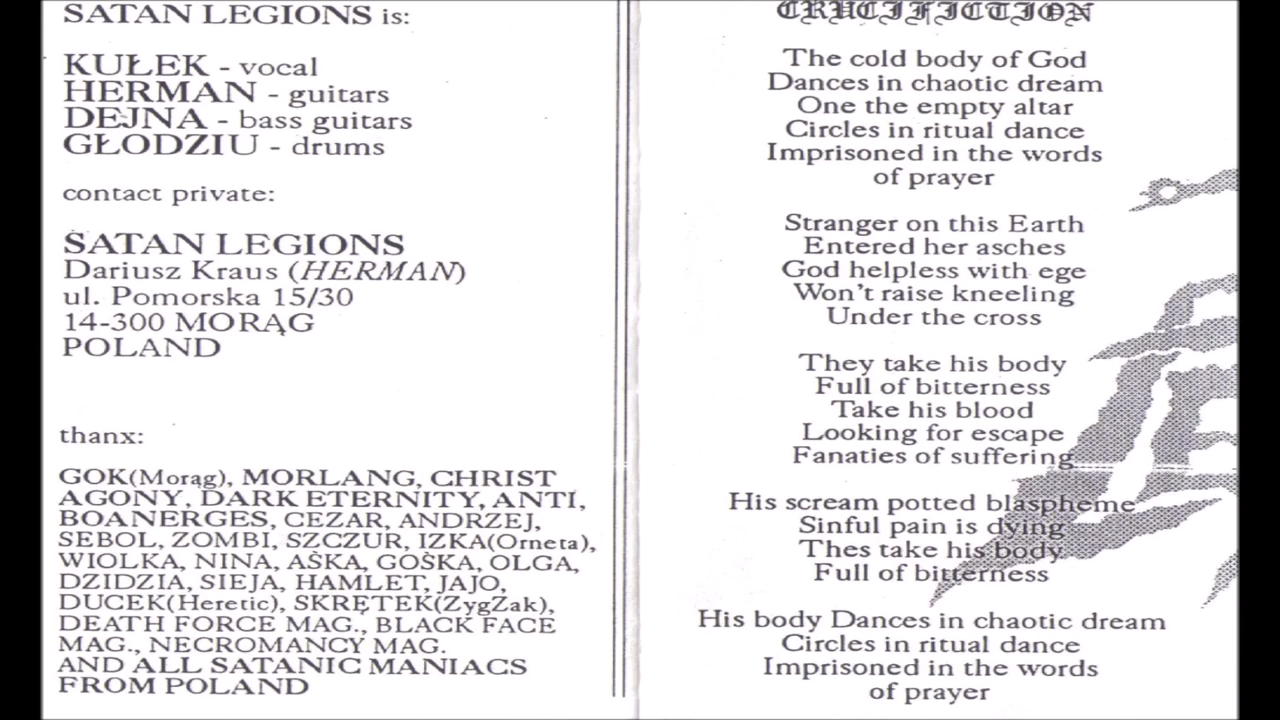 SATAN LEGIONS is:
KUŁEK - vocal
HERMAN - guitars
DEJNA - bass guitars
GŁODZIU - drums
contact private:
SATAN LEGIONS
Dariusz Kraus (HERMAN)
ul. Pomorska 15/30
14-300 MORĄG
POLAND
thanx:
GOK(Morąg), MORLANG, CHRIST
AGONY, DARK ETERNITY, ANTI,
BOANERGES, CEZAR, ANDRZEJ,
SEBOL, ZOMBI, SZCZUR, IZKA(Orneta),
WIOLKA, NINA, AŚKA, GOŚKA, OLGA,
DZIDZIA, SIEJA, HAMLET, JAJO,
DUCEK(Heretic), SKRĘTEK(ZygZak),
DEATH FORCE MAG., BLACK FACE
MAG., NECROMANCY MAG.
AND ALL SATANIC MANIACS
FROM POLAND
CRUCIFICTION
The cold body of God
Dances in chaotic dream
One the empty altar
Circles in ritual dance
Imprisoned in the words
of prayer
Stranger on this Earth
Entered her asches
God helpless with ege
Won't raise kneeling
Under the cross
They take his body
Full of bitterness
Take his blood
Looking for escape
Fanaties of suffering
His scream potted blaspheme
Sinful pain is dying
Thes take his body
Full of bitterness
His body Dances in chaotic dream
Circles in ritual dance
Imprisoned in the words
of prayer